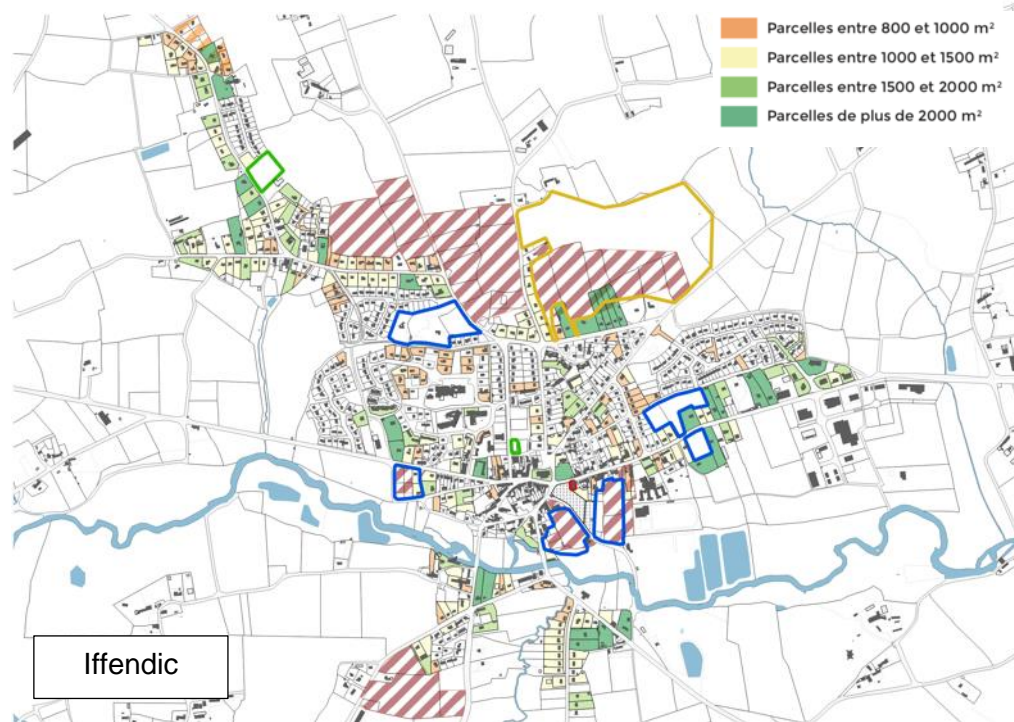 Parcelles entre 800 et 1000 m²
Parcelles entre 1000 et 1500 m²
Parcelles entre 1500 et 2000 m²
Parcelles de plus de 2000 m²
Iffendic